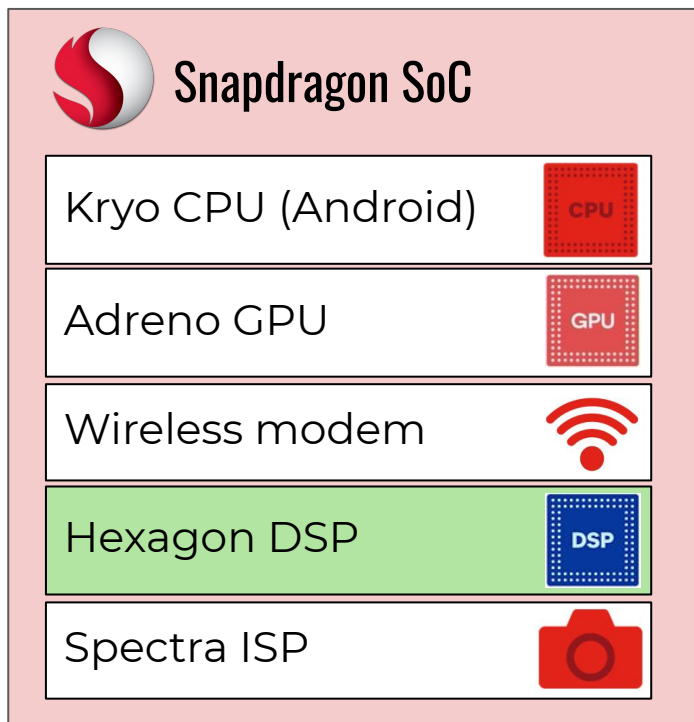 Snapdragon SoC
Kryo CPU (Android)
CPU
Adreno GPU
GPU
Wireless modem
Hexagon DSP
DSP
Spectra ISP